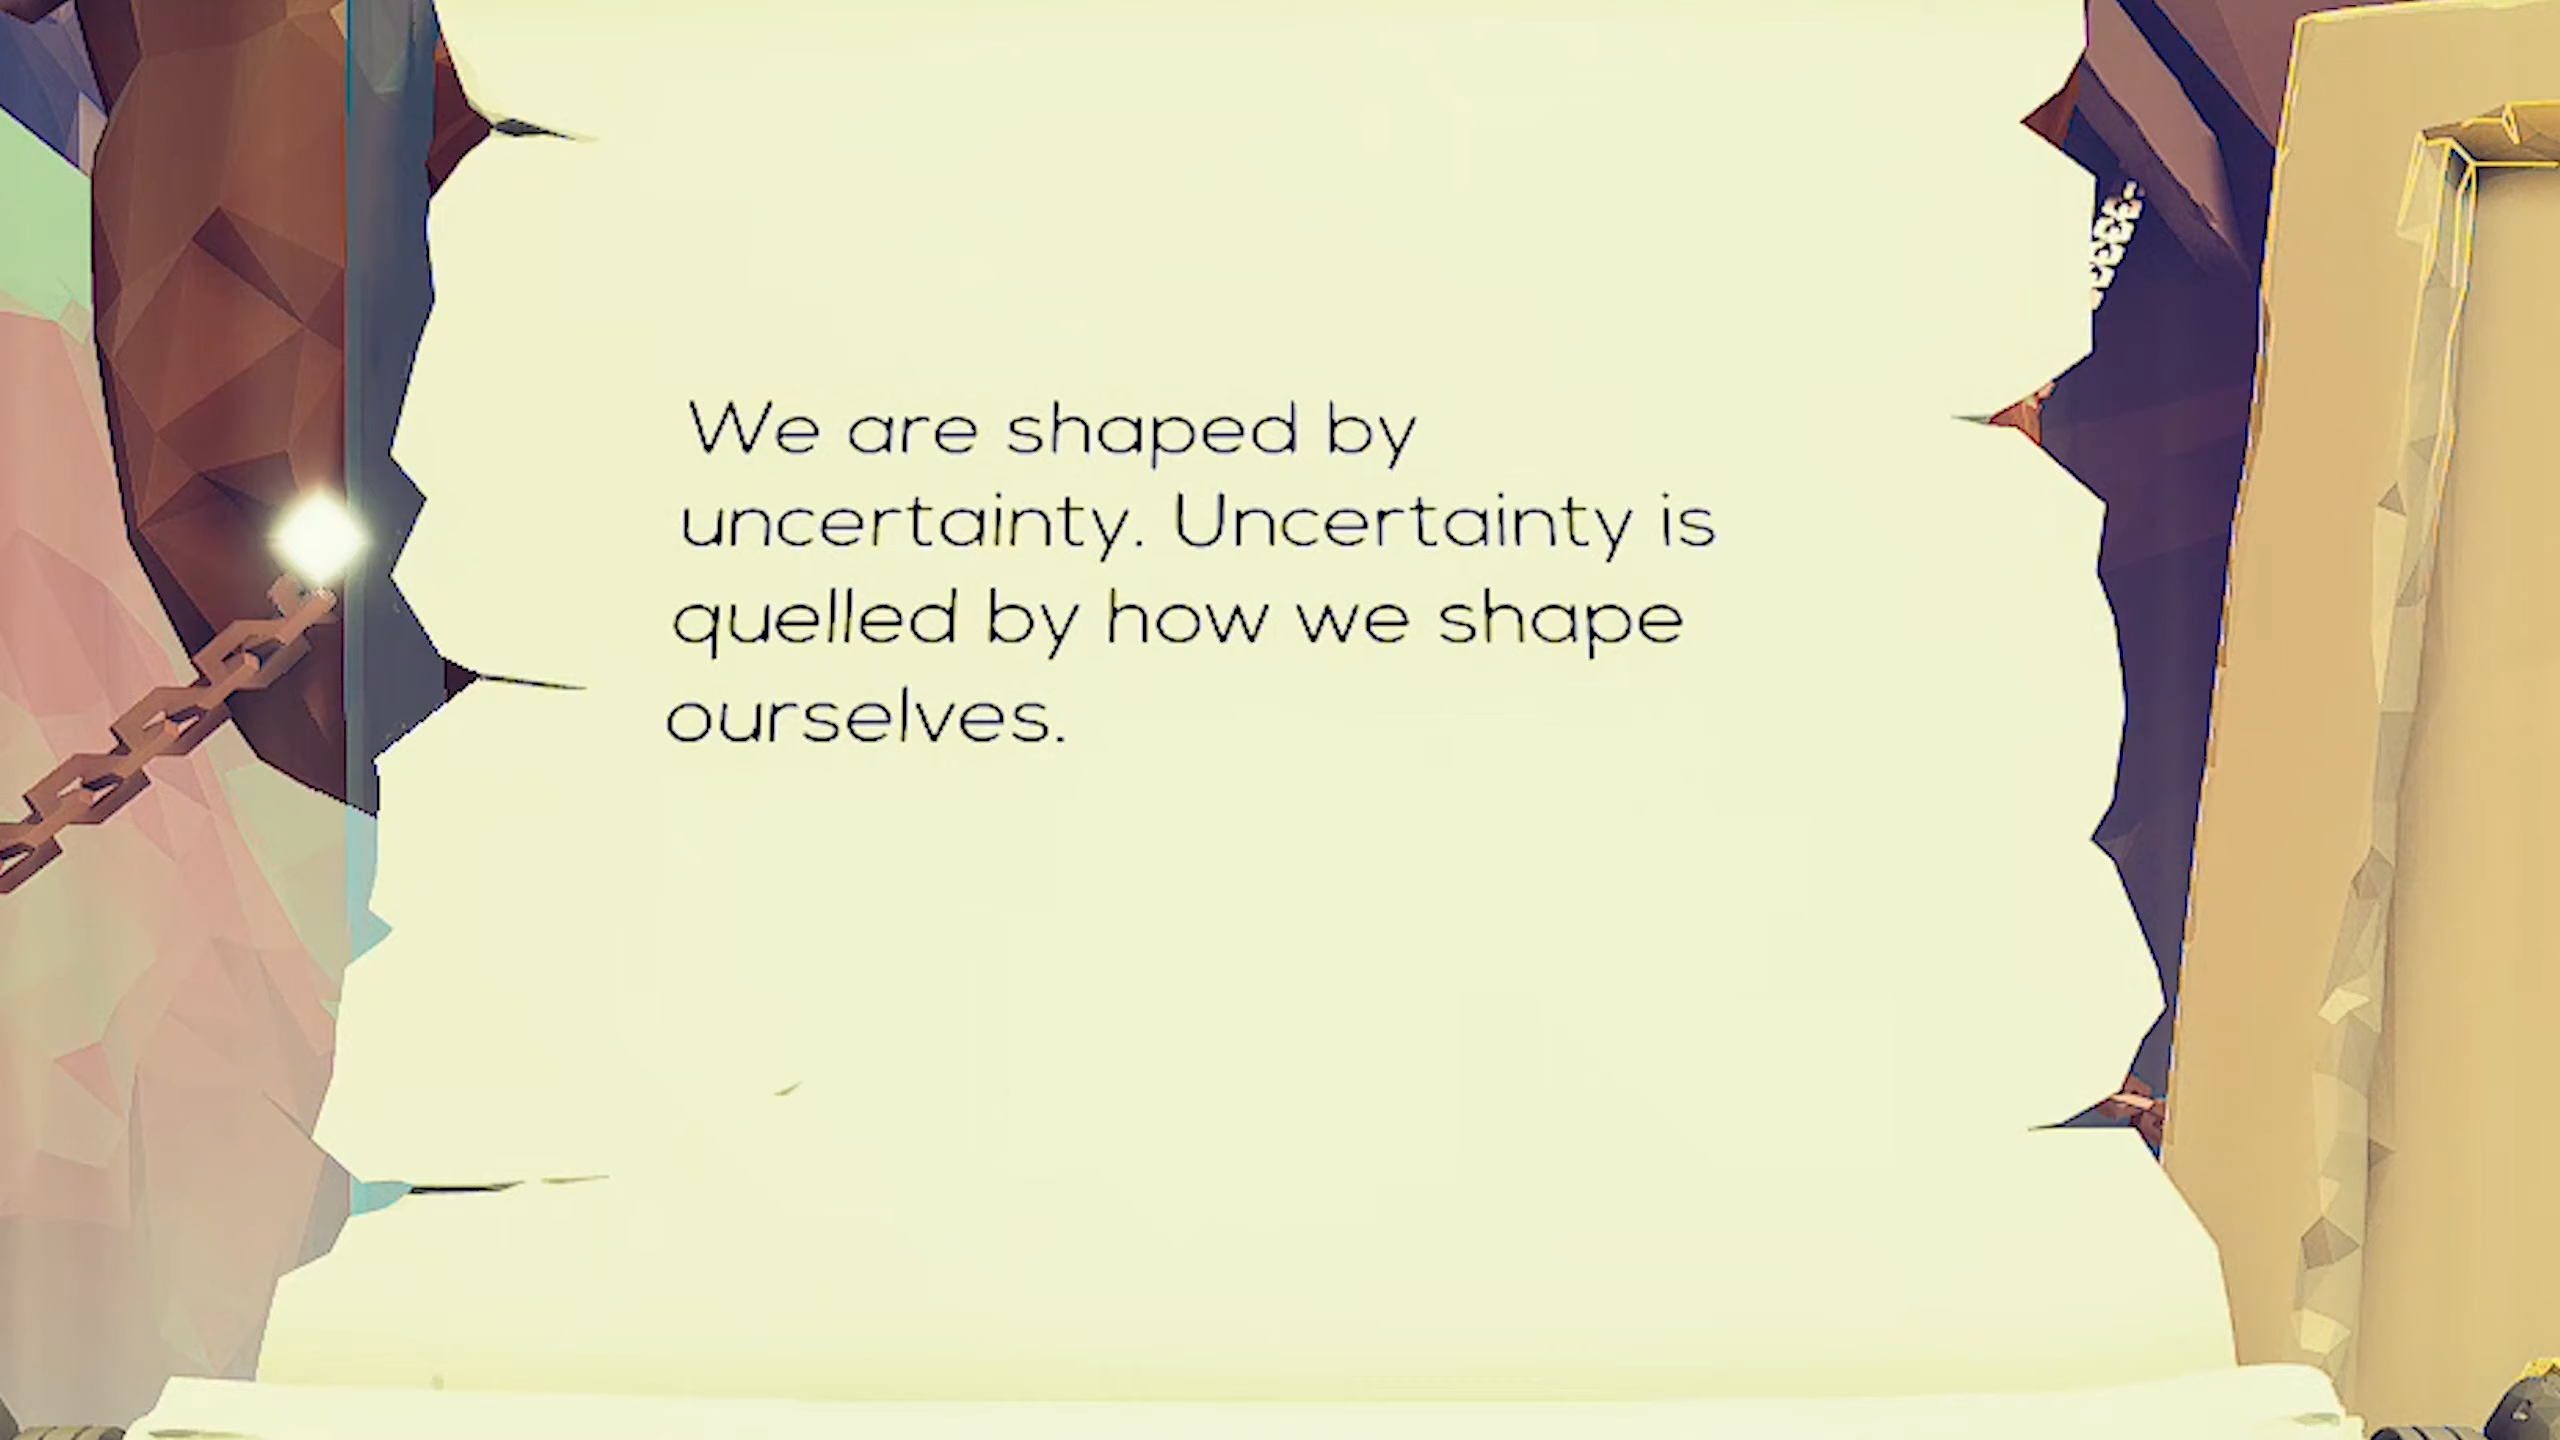 We are shaped by
uncertainty. Uncertainty is
quelled by how we shape
ourselves.